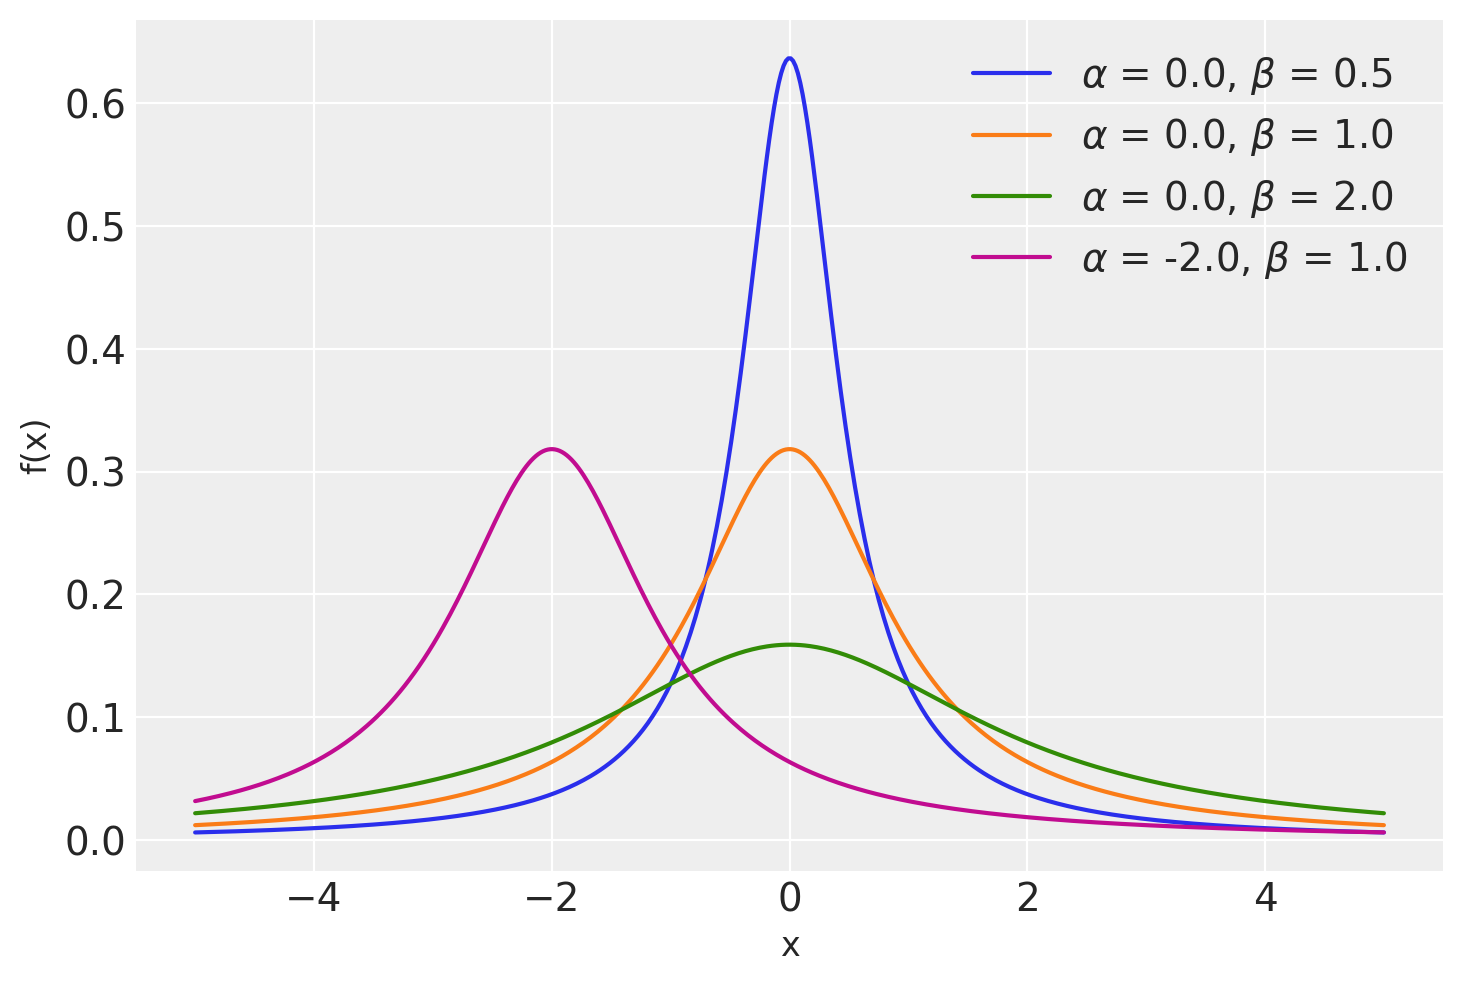 α = 0.0, β = 0.5
α = 0.0, β = 1.0
α = 0.0, β = 2.0
α = -2.0, β = 1.0
0.6
0.5
0.4
0.3
0.2
0.1
0.0
f(x)
−4 −2 0 2 4
x